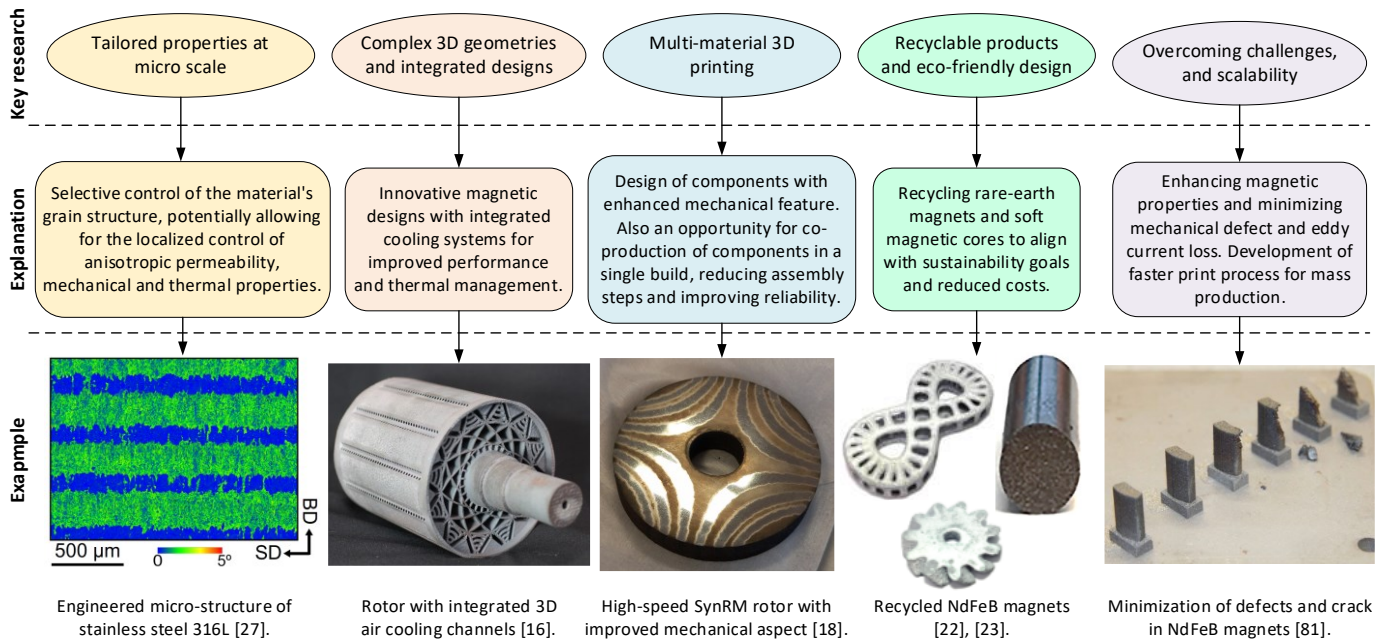 Key research
Tailored properties at
micro scale
Complex 3D geometries
and integrated designs
Multi-material 3D
printing
Recyclable products
and eco-friendly design
Overcoming challenges,
and scalability
Explanation
Selective control of the material's
grain structure, potentially allowing
for the localized control of
anisotropic permeability,
mechanical and thermal properties.
Innovative magnetic
designs with integrated
cooling systems for
improved performance
and thermal management.
Design of components with
enhanced mechanical feature.
Also an opportunity for co-
production of components in a
single build, reducing assembly
steps and improving reliability.
Recycling rare-earth
magnets and soft
magnetic cores to align
with sustainability goals
and reduced costs.
Enhancing magnetic
properties and minimizing
mechanical defect and eddy
current loss. Development of
faster print process for mass
production.
Exapmple
500 µm
0 5º
SD
BD
Engineered micro-structure of
stainless steel 316L [27].
Rotor with integrated 3D
air cooling channels [16].
High-speed SynRM rotor with
improved mechanical aspect [18].
Recycled NdFeB magnets
[22], [23].
Minimization of defects and crack
in NdFeB magnets [81].